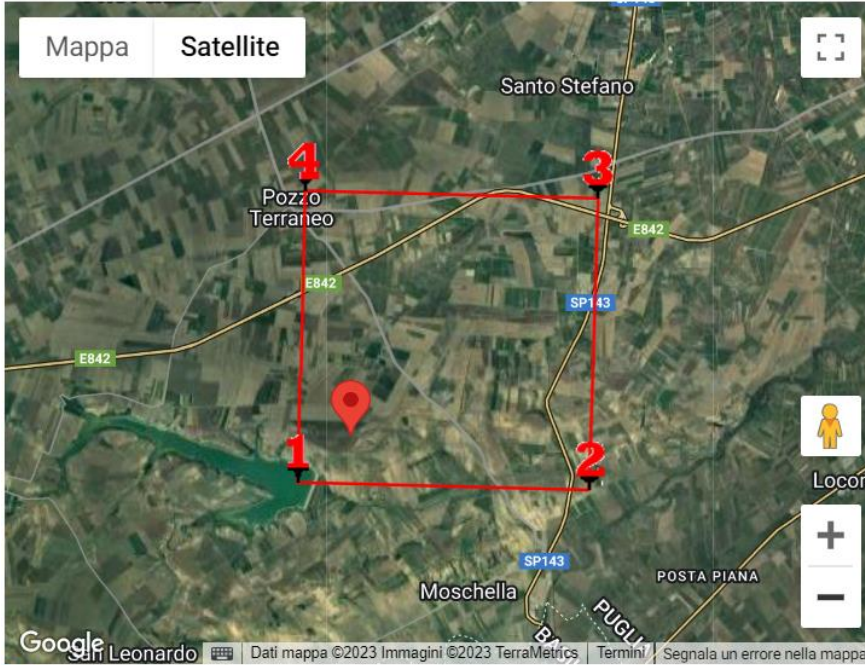 Mappa
Satellite
Santo Stefano
4
3
Pozzo
Terraneo
E842
E842
SP143
E842
1
2
Locor
SP143
POSTA PIANA
Moschella
PUGLIA
San Leonardo
Google
Dati mappa ©2023 Immagini ©2023 TerraMetrics
Termini
Segnala un errore nella mappa